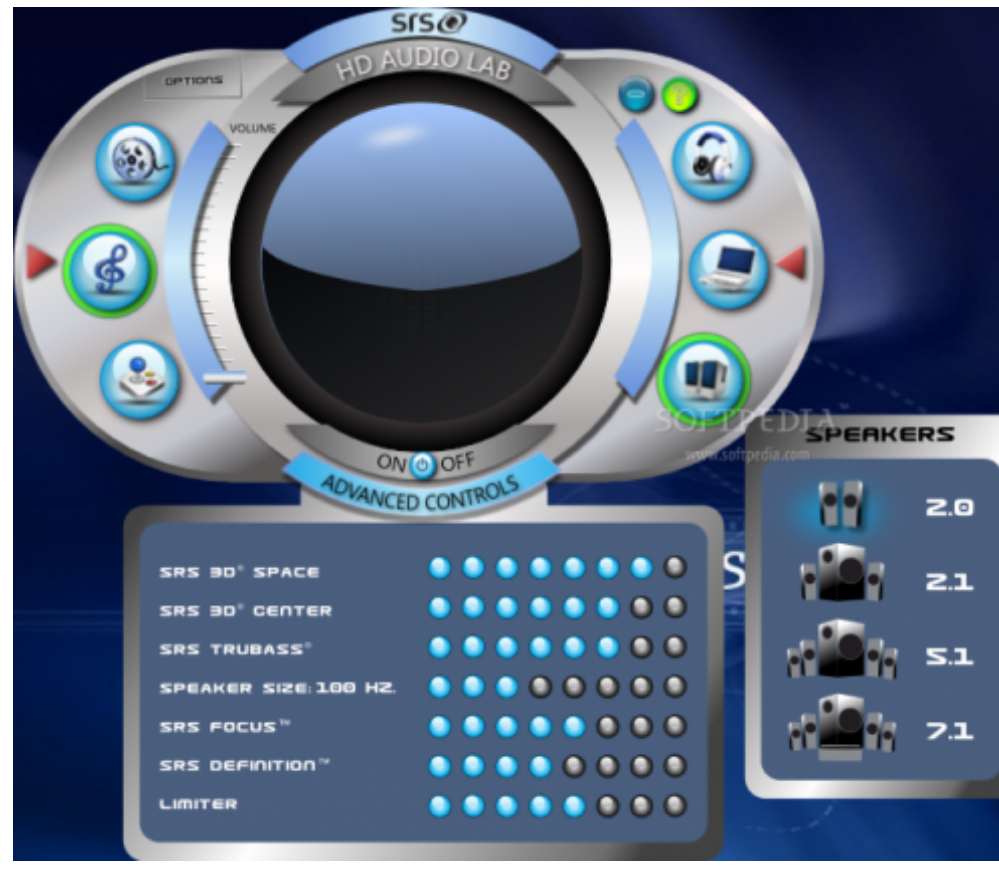 SRS
HD AUDIO LAB
OPTIONS
VOLUME
ON OFF
ADVANCED CONTROLS
SOFTPEDIA
www.softpedia.com
SPEAKERS
2.0
2.1
5.1
7.1
SRS 3D® SPACE
SRS 3D® CENTER
SRS TRUBASS®
SPEAKER SIZE: 100 HZ.
SRS FOCUS™
SRS DEFINITION™
LIMITER
S